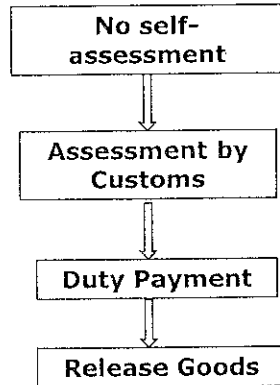 No self-
assessment
Assessment by
Customs
Duty Payment
Release Goods